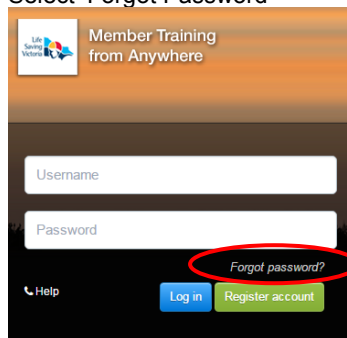 Select 'Forgot Password'
Life
Saving
Victoria
Member Training
from Anywhere
Username
Password
Forgot password?
Help
Log in
Register account